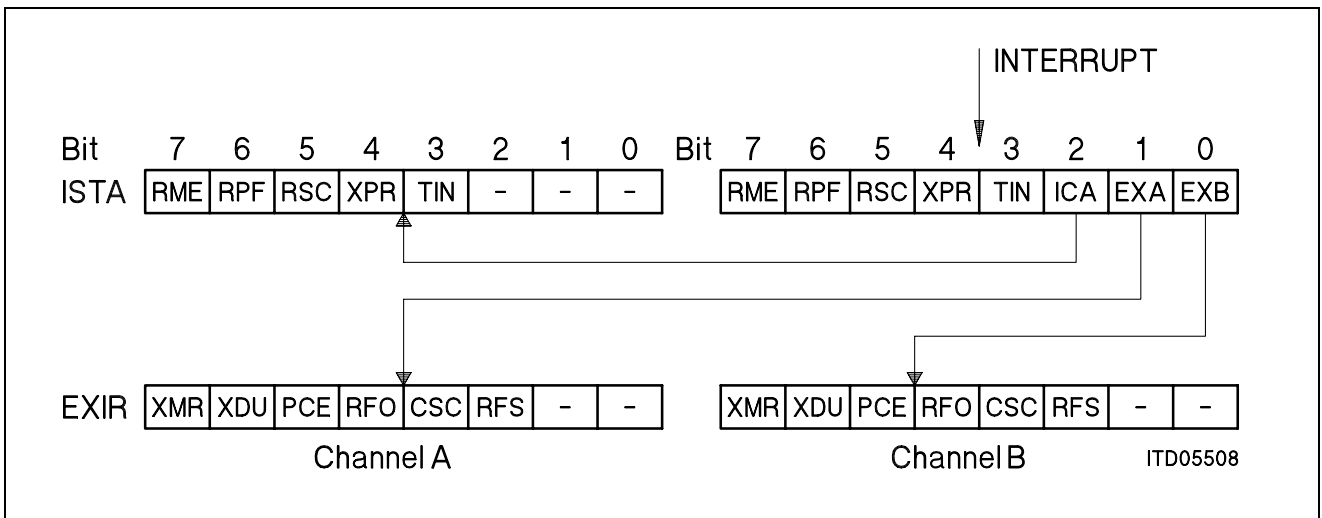 INTERRUPT
Bit 7 6 5 4 3 2 1 0 Bit 7 6 5 4 3 2 1 0
ISTA RME RPF RSC XPR TIN - - - RME RPF RSC XPR TIN ICA EXA EXB
EXIR XMR XDU PCE RFO CSC RFS - - XMR XDU PCE RFO CSC RFS - -
Channel A Channel B ITD05508